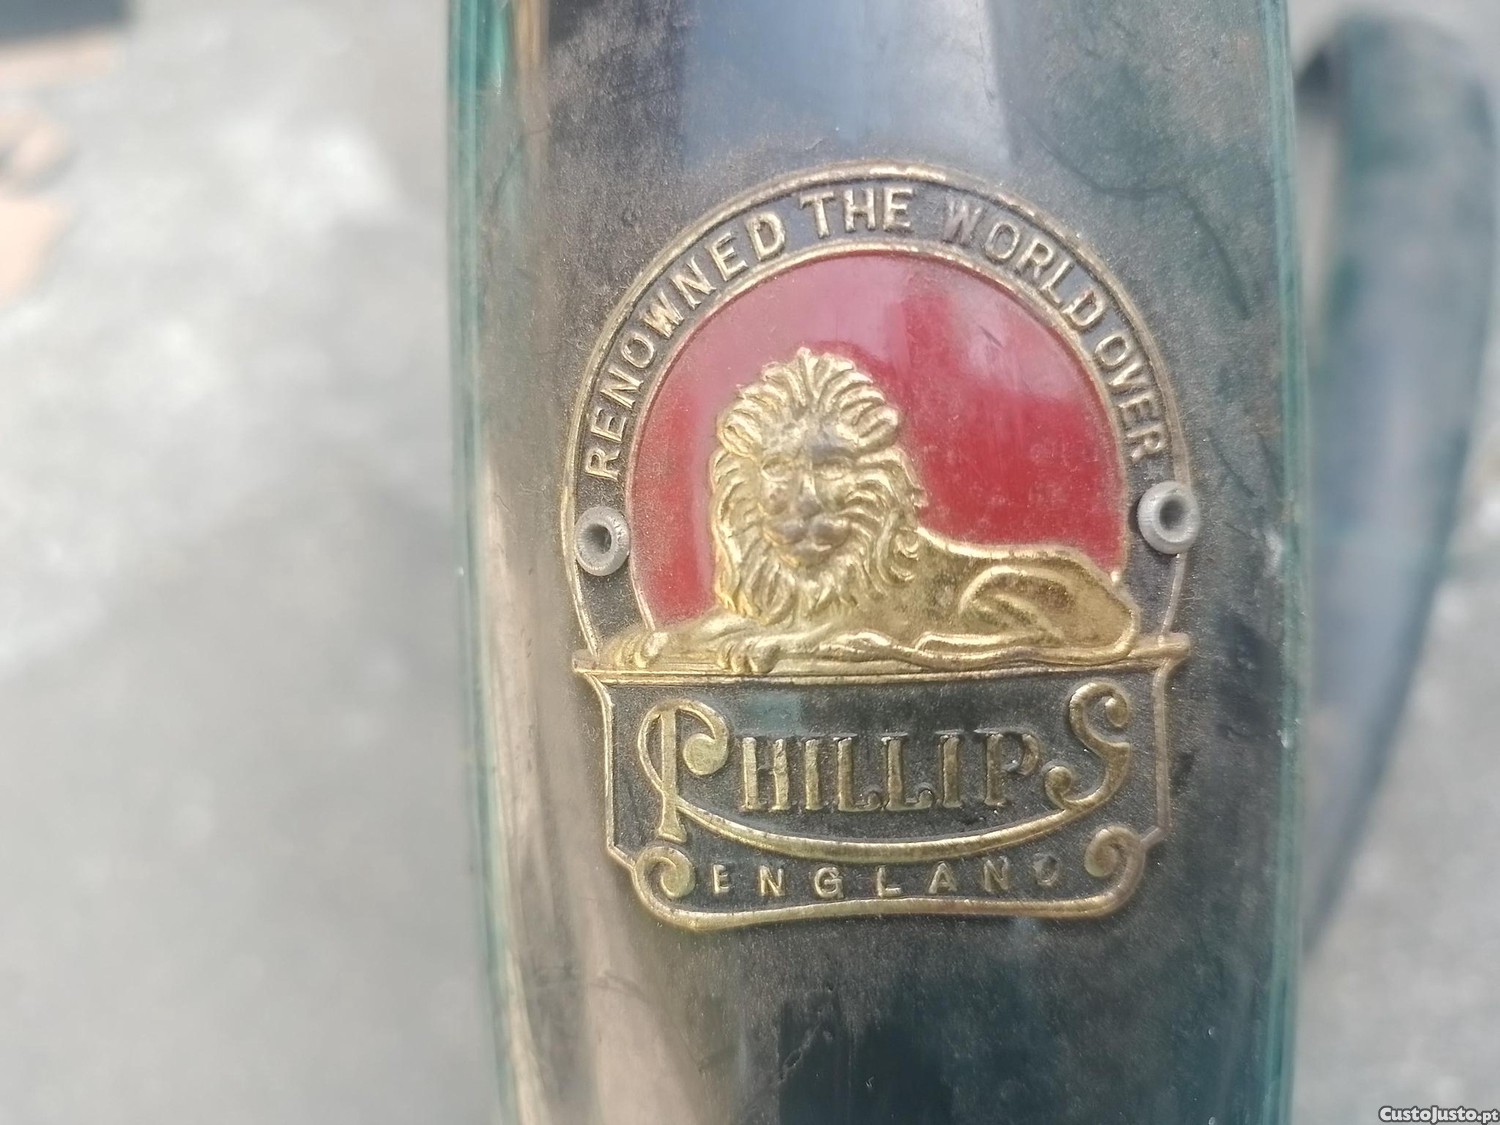 RENOWNED THE WORLD OVER
PHILLIPS
ENGLAND
CustoJusto.pt